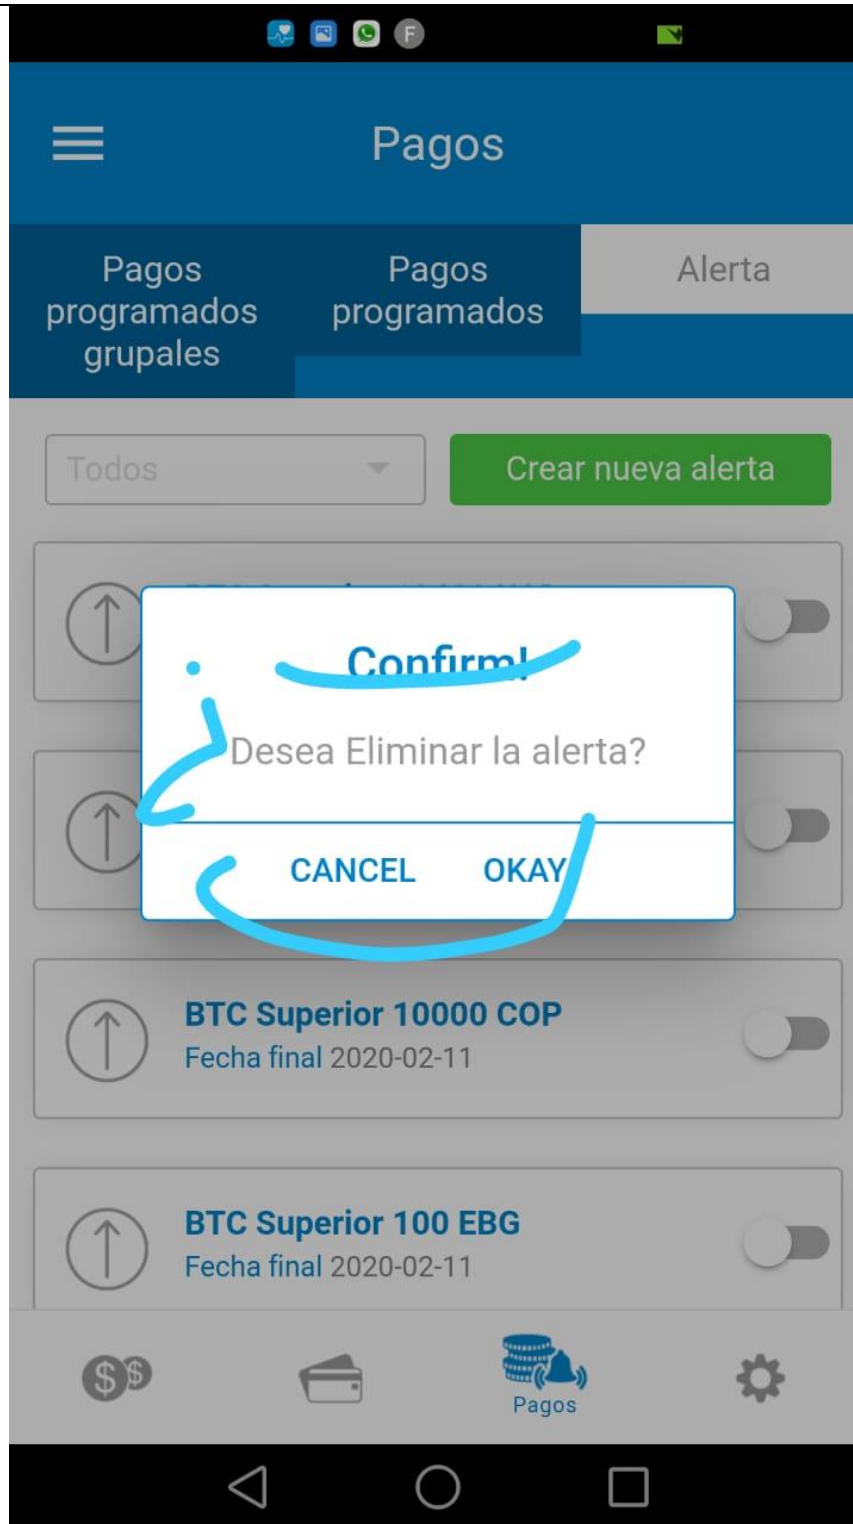 F
Pagos
Pagos
programados
grupales
Pagos
programados
Alerta
Todos
Crear nueva alerta
Confirm!
¿
Desea Eliminar la alerta?
CANCEL OKAY
BTC Superior 10000 COP
Fecha final 2020-02-11
BTC Superior 100 EBG
Fecha final 2020-02-11
$ $
Pagos